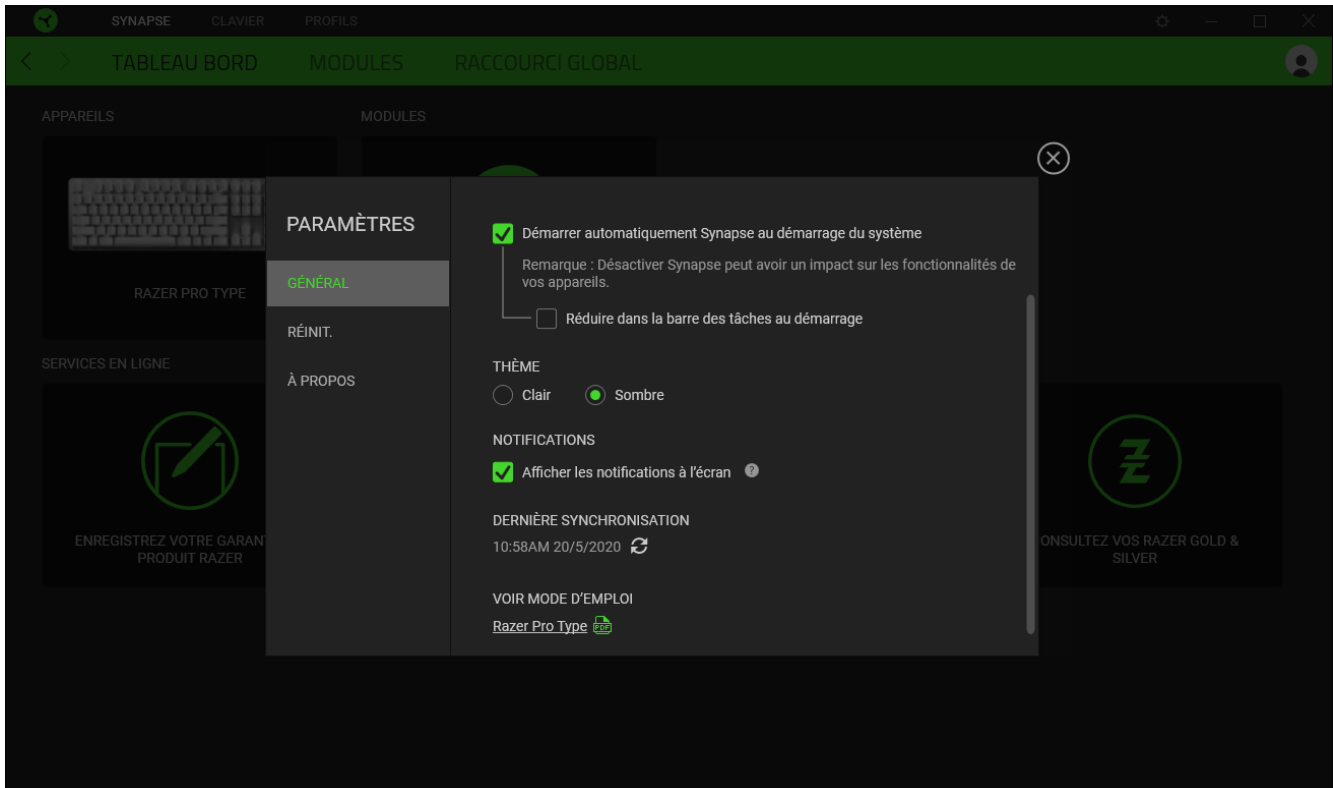 SYNAPSE CLAVIER PROFILS
TABLEAU BORD MODULES RACCOURCI GLOBAL
APPAREILS MODULES
RAZER PRO TYPE
SERVICES EN LIGNE
ENREGISTREZ VOTRE GARAN
PRODUIT RAZER
PARAMÈTRES
GÉNÉRAL
RÉINIT.
À PROPOS
Démarrer automatiquement Synapse au démarrage du système
Remarque : Désactiver Synapse peut avoir un impact sur les fonctionnalités de
vos appareils.
Réduire dans la barre des tâches au démarrage
THÈME
Clair Sombre
NOTIFICATIONS
Afficher les notifications à l'écran ?
DERNIÈRE SYNCHRONISATION
10:58AM 20/5/2020
VOIR MODE D'EMPLOI
Razer Pro Type PDF
ONSULTEZ VOS RAZER GOLD &
SILVER